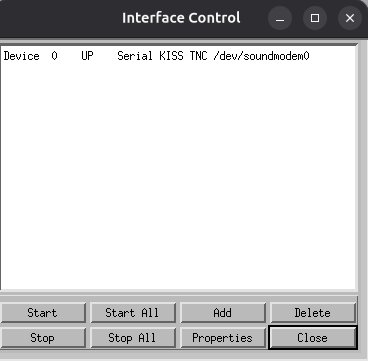 Interface Control
Device 0 UP Serial KISS TNC /dev/soundmodem0
Start Start All Add Delete
Stop Stop All Properties Close